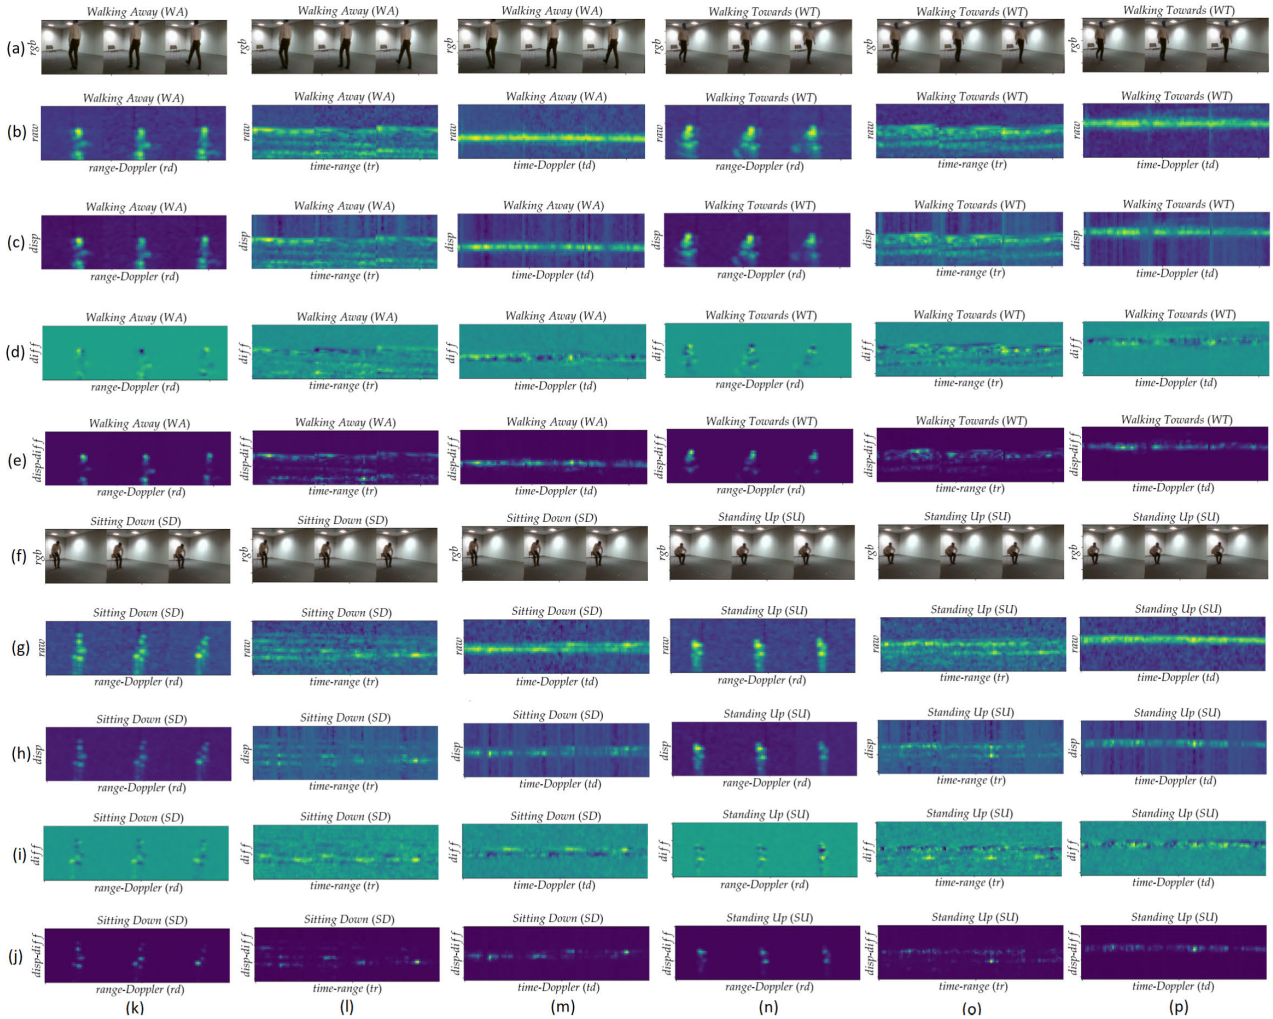 Walking Away (WA) Walking Away (WA) Walking Away (WA) Walking Towards (WT) Walking Towards (WT) Walking Towards (WT)
(a) rgb rgb rgb rgb rgb rgb
Walking Away (WA) Walking Away (WA) Walking Away (WA) Walking Towards (WT) Walking Towards (WT) Walking Towards (WT)
(b) raw raw raw raw raw raw
range-Doppler (rd) time-range (tr) time-Doppler (td) range-Doppler (rd) time-range (tr) time-Doppler (td)
Walking Away (WA) Walking Away (WA) Walking Away (WA) Walking Towards (WT) Walking Towards (WT) Walking Towards (WT)
(c) disp disp disp disp disp disp
range-Doppler (rd) time-range (tr) time-Doppler (td) range-Doppler (rd) time-range (tr) time-Doppler (td)
Walking Away (WA) Walking Away (WA) Walking Away (WA) Walking Towards (WT) Walking Towards (WT) Walking Towards (WT)
(d) diff diff diff diff diff diff
range-Doppler (rd) time-range (tr) time-Doppler (td) range-Doppler (rd) time-range (tr) time-Doppler (td)
Walking Away (WA) Walking Away (WA) Walking Away (WA) Walking Towards (WT) Walking Towards (WT) Walking Towards (WT)
(e) disp-diff disp-diff disp-diff disp-diff disp-diff disp-diff
range-Doppler (rd) time-range (tr) time-Doppler (td) range-Doppler (rd) time-range (tr) time-Doppler (td)
Sitting Down (SD) Sitting Down (SD) Sitting Down (SD) Standing Up (SU) Standing Up (SU) Standing Up (SU)
(f) rgb rgb rgb rgb rgb rgb
Sitting Down (SD) Sitting Down (SD) Sitting Down (SD) Standing Up (SU) Standing Up (SU) Standing Up (SU)
(g) raw raw raw raw raw raw
range-Doppler (rd) time-range (tr) time-Doppler (td) range-Doppler (rd) time-range (tr) time-Doppler (td)
Sitting Down (SD) Sitting Down (SD) Sitting Down (SD) Standing Up (SU) Standing Up (SU) Standing Up (SU)
(h) disp disp disp disp disp disp
range-Doppler (rd) time-range (tr) time-Doppler (td) range-Doppler (rd) time-range (tr) time-Doppler (td)
Sitting Down (SD) Sitting Down (SD) Sitting Down (SD) Standing Up (SU) Standing Up (SU) Standing Up (SU)
(i) diff diff diff diff diff diff
range-Doppler (rd) time-range (tr) time-Doppler (td) range-Doppler (rd) time-range (tr) time-Doppler (td)
Sitting Down (SD) Sitting Down (SD) Sitting Down (SD) Standing Up (SU) Standing Up (SU) Standing Up (SU)
(j) disp-diff disp-diff disp-diff disp-diff disp-diff disp-diff
range-Doppler (rd) time-range (tr) time-Doppler (td) range-Doppler (rd) time-range (tr) time-Doppler (td)
(k) (l) (m) (n) (o) (p)